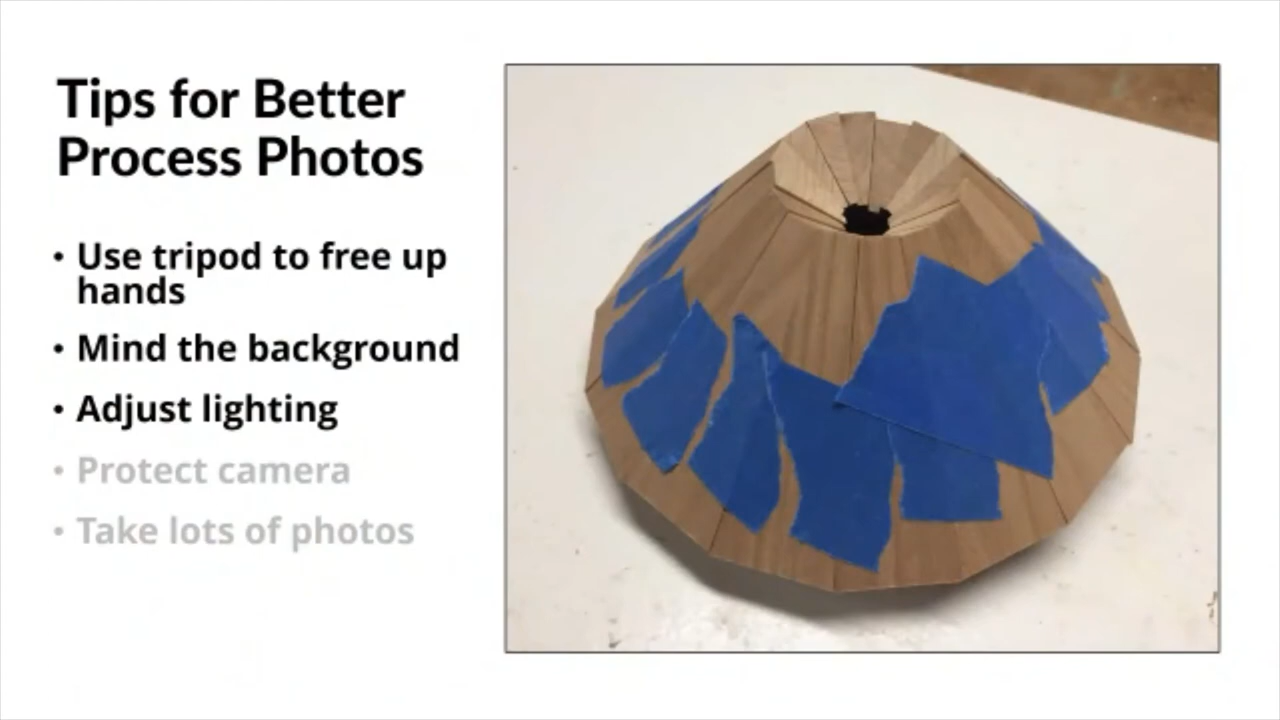 Tips for Better
Process Photos
• Use tripod to free up
hands
• Mind the background
• Adjust lighting
• Protect camera
• Take lots of photos